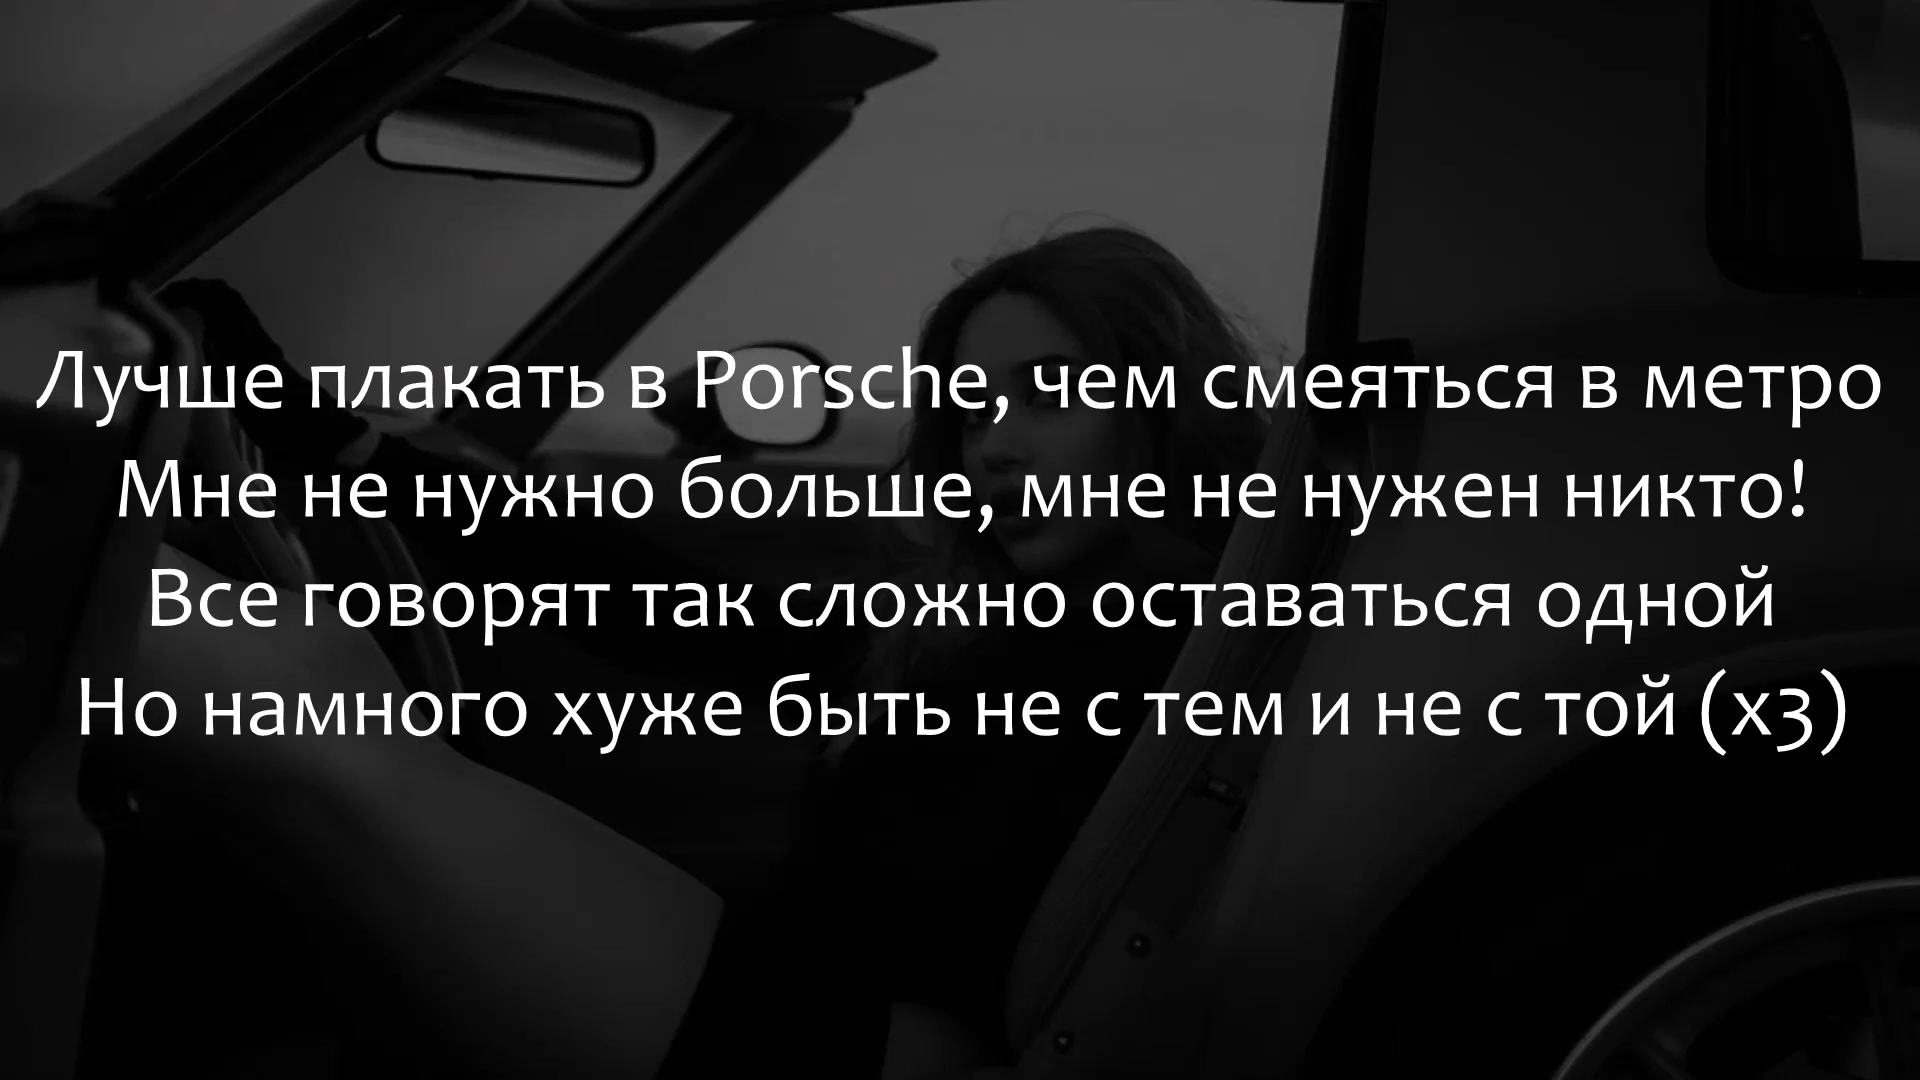 Лучше плакать в Porsche, чем смеяться в метро
Мне не нужно больше, мне не нужен никто!
Все говорят так сложно оставаться одной
Но намного хуже быть не с тем и не с той (x3)